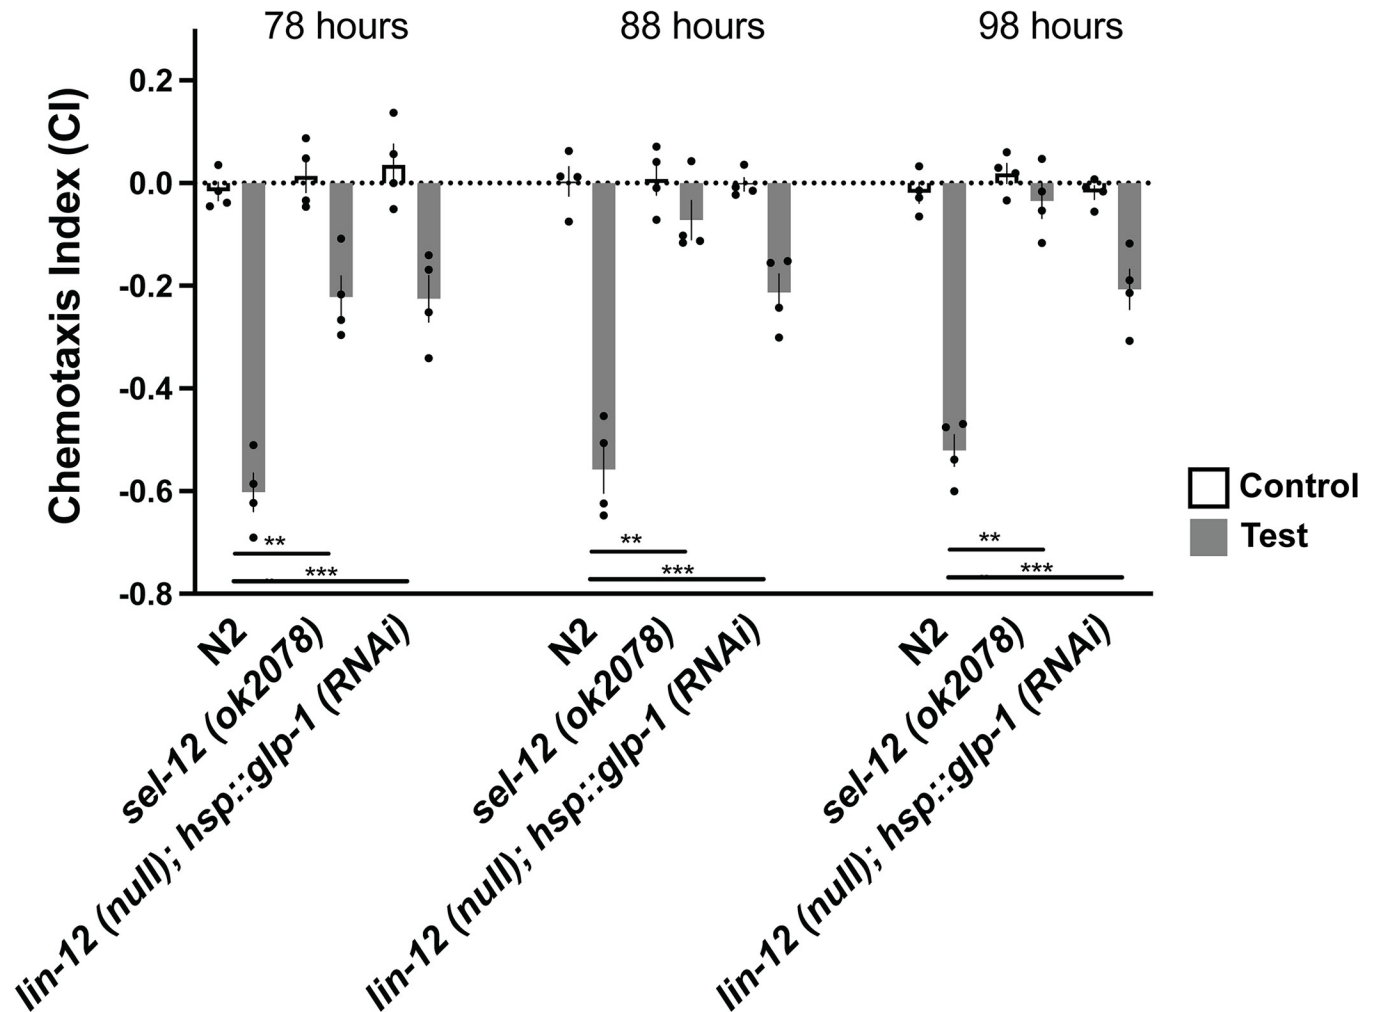 78 hours
88 hours
98 hours
Chemotaxis Index (CI)
0.2
0.0
-0.2
-0.4
-0.6
-0.8
**
***
**
***
**
***
N2
sel-12 (ok2078)
lin-12 (null); hsp::glp-1 (RNAi)
N2
sel-12 (ok2078)
lin-12 (null); hsp::glp-1 (RNAi)
N2
sel-12 (ok2078)
lin-12 (null); hsp::glp-1 (RNAi)
Control
Test